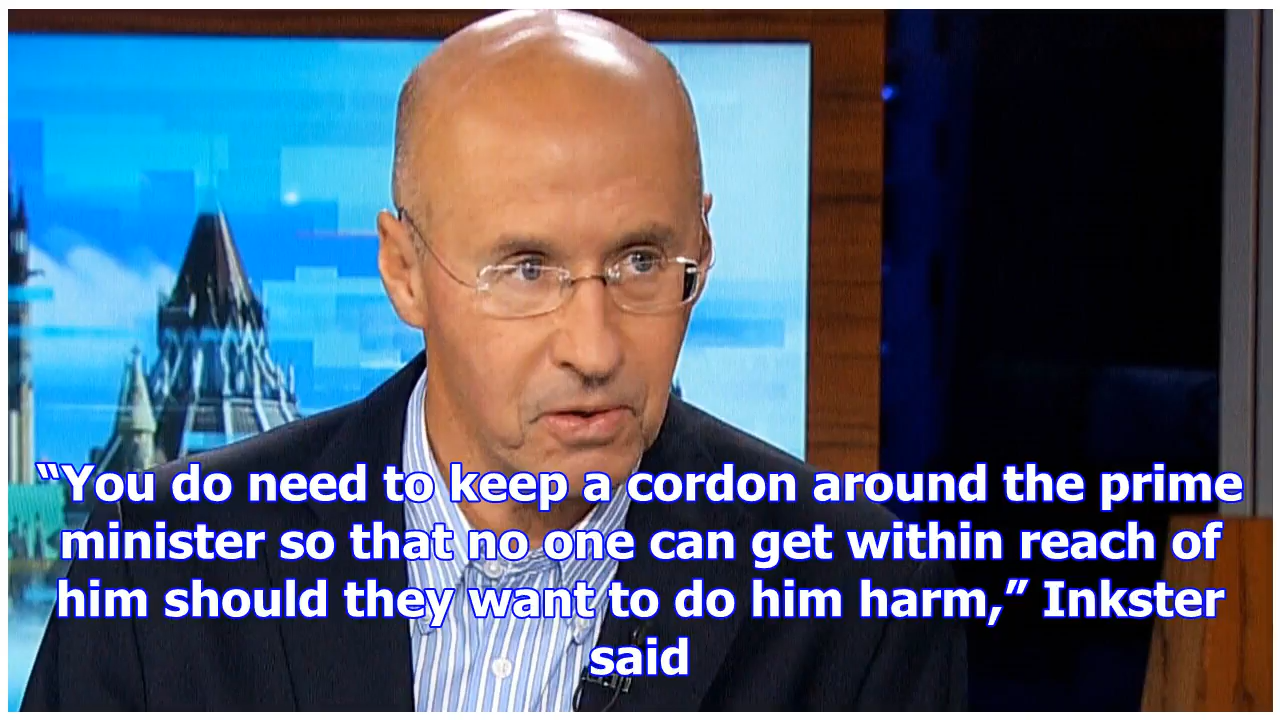 “You do need to keep a cordon around the prime
minister so that no one can get within reach of
him should they want to do him harm,” Inkster
said